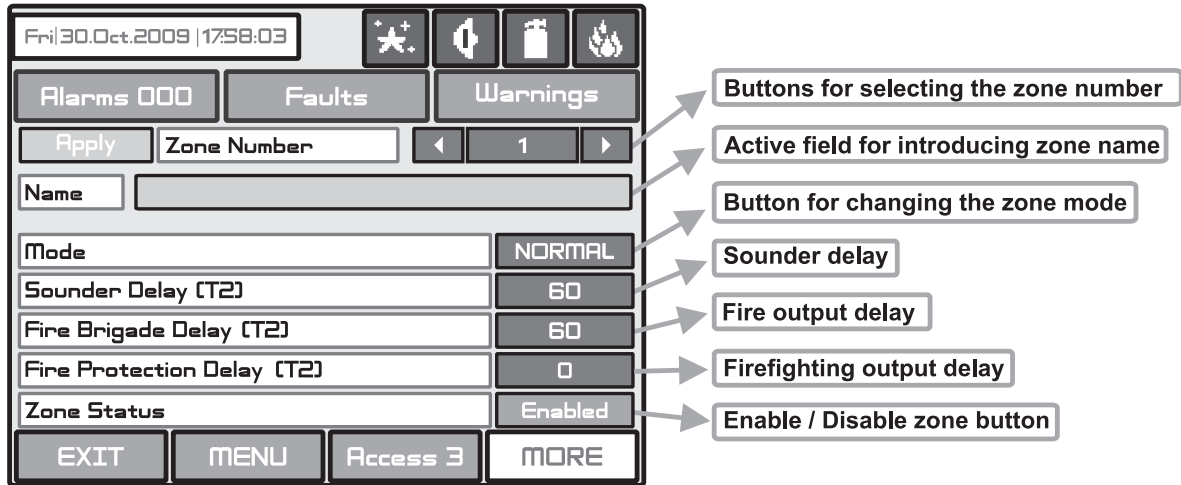 Fri|30.Oct.2009 |17:58:03
Alarms 000 Faults Warnings
Apply Zone Number 1
Name
Mode NORMAL
Sounder Delay (T2) 60
Fire Brigade Delay (T2) 60
Fire Protection Delay (T2) 0
Zone Status Enabled
EXIT MENU Access 3 MORE
Buttons for selecting the zone number
Active field for introducing zone name
Button for changing the zone mode
Sounder delay
Fire output delay
Firefighting output delay
Enable / Disable zone button